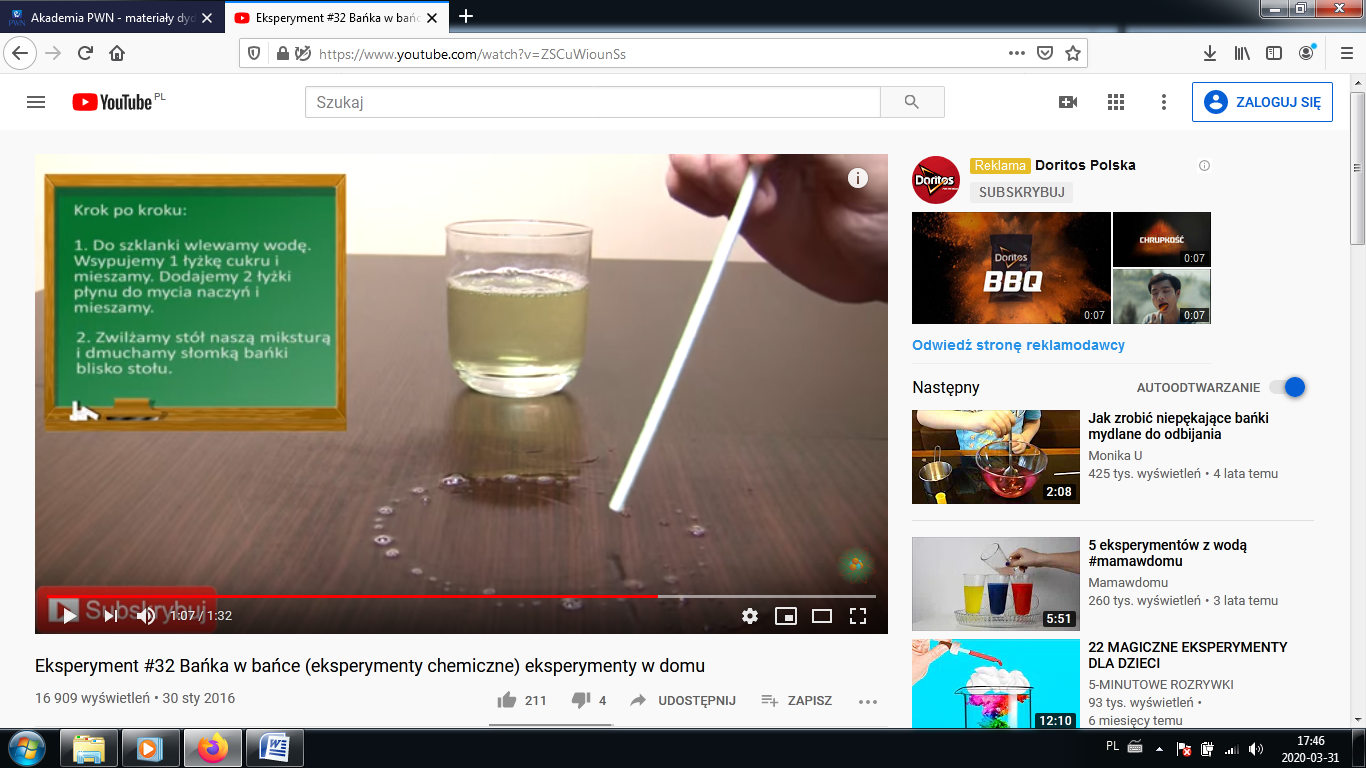 Akademia PWN - materiały dyd
Eksperyment #32 Bańka w bańc
https://www.youtube.com/watch?v=ZSCuWiounSs
YouTube PL
Szukaj
ZALOGUJ SIĘ
Krok po kroku:
1. Do szklanki wlewamy wodę.
Wsypujemy 1 łyżkę cukru i
mieszamy. Dodajemy 2 łyżki
płynu do mycia naczyń i
mieszamy.
2. Zwilżamy stół naszą miksturą
i dmuchamy słomką bańki
blisko stołu.
Subskrybuj
1:07 / 1:32
Eksperyment #32 Bańka w bańce (eksperymenty chemiczne) eksperymenty w domu
16 909 wyświetleń • 30 sty 2016
211
4
UDOSTĘPNIJ
ZAPISZ
Doritos
Reklama Doritos Polska
SUBSKRYBUJ
Doritos
BBQ
0:07
CHRUPKOŚĆ
0:07
0:07
Odwiedź stronę reklamodawcy
Następny
AUTOODTWARZANIE
2:08
Jak zrobić niepękające bańki
mydlane do odbijania
Monika U
425 tys. wyświetleń • 4 lata temu
5:51
5 eksperymentów z wodą
#mamawdomu
Mamawdomu
260 tys. wyświetleń • 3 lata temu
12:10
22 MAGICZNE EKSPERYMENTY
DLA DZIECI
5-MINUTOWE ROZRYWKI
93 tys. wyświetleń •
6 miesięcy temu
PL
17:46
2020-03-31